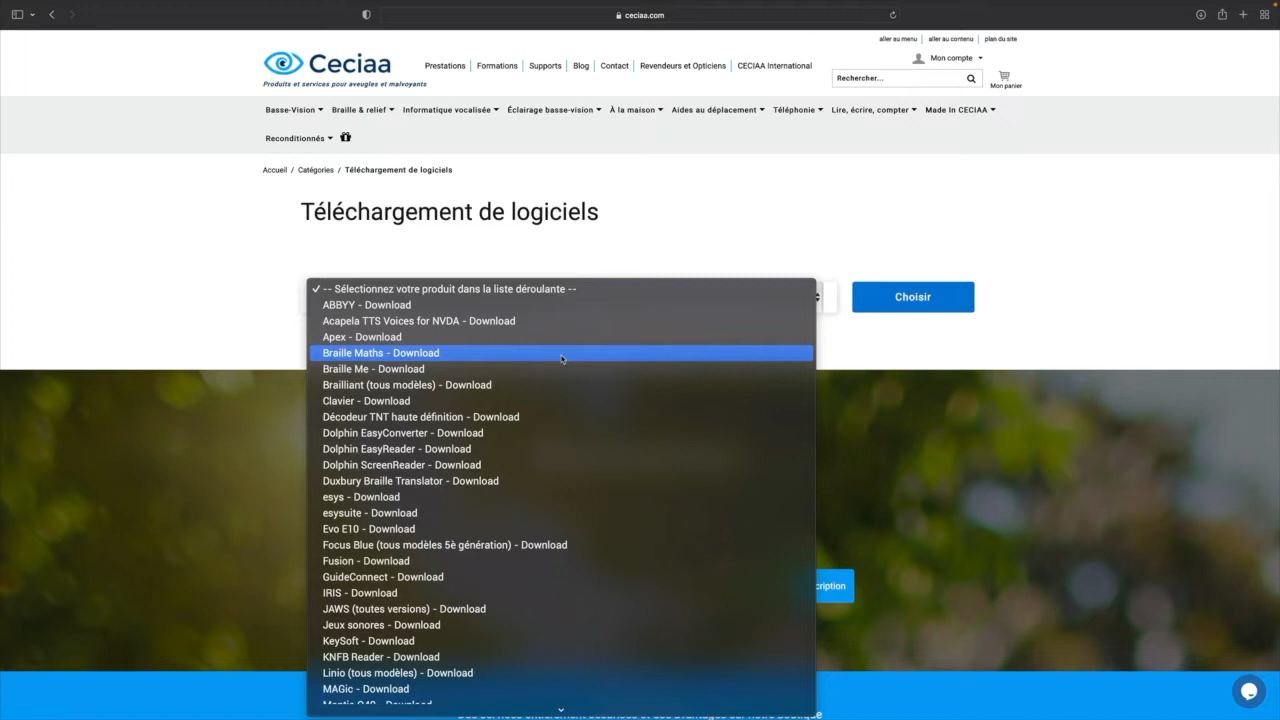 ceciaa.com
aller au menu
aller au contenu
plan du site
Ceciaa
Produits et services pour aveugles et malvoyants
Prestations
Formations
Supports
Blog
Contact
Revendeurs et Opticiens
CECIAA International
Mon compte
Rechercher...
Mon panier
Basse-Vision
Braille & relief
Informatique vocalisée
Éclairage basse-vision
À la maison
Aides au déplacement
Téléphonie
Lire, écrire, compter
Made In CECIAA
Reconditionnés
Accueil / Catégories / Téléchargement de logiciels
Téléchargement de logiciels
-- Sélectionnez votre produit dans la liste déroulante --
Choisir
ABBYY - Download
Acapela TTS Voices for NVDA - Download
Apex - Download
Braille Maths - Download
Braille Me - Download
Brailliant (tous modèles) - Download
Clavier - Download
Décodeur TNT haute définition - Download
Dolphin EasyConverter - Download
Dolphin EasyReader - Download
Dolphin ScreenReader - Download
Duxbury Braille Translator - Download
esys - Download
esysuite - Download
Evo E10 - Download
Focus Blue (tous modèles 5è génération) - Download
Fusion - Download
GuideConnect - Download
cription
IRIS - Download
JAWS (toutes versions) - Download
Jeux sonores - Download
KeySoft - Download
KNFB Reader - Download
Linio (tous modèles) - Download
MAGic - Download